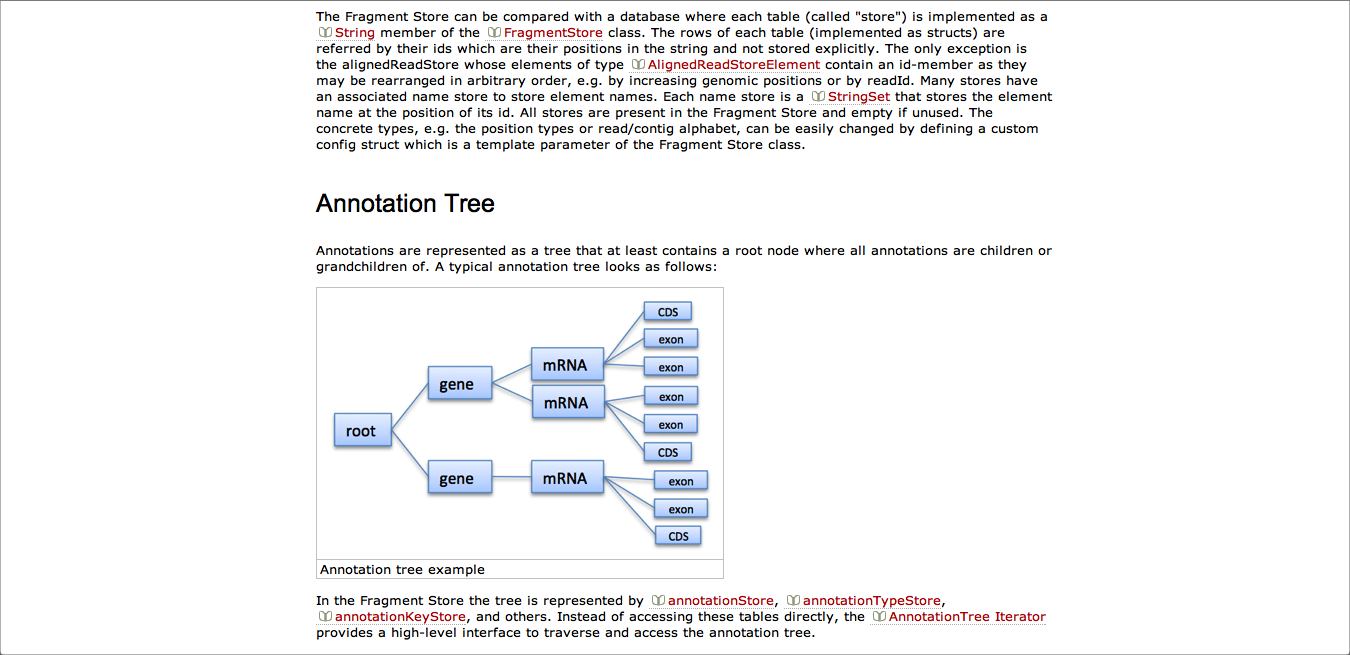 The Fragment Store can be compared with a database where each table (called "store") is implemented as a
String member of the FragmentStore class. The rows of each table (implemented as structs) are
referred by their ids which are their positions in the string and not stored explicitly. The only exception is
the alignedReadStore whose elements of type AlignedReadStoreElement contain an id-member as they
may be rearranged in arbitrary order, e.g. by increasing genomic positions or by readId. Many stores have
an associated name store to store element names. Each name store is a StringSet that stores the element
name at the position of its id. All stores are present in the Fragment Store and empty if unused. The
concrete types, e.g. the position types or read/contig alphabet, can be easily changed by defining a custom
config struct which is a template parameter of the Fragment Store class.
Annotation Tree
Annotations are represented as a tree that at least contains a root node where all annotations are children or
grandchildren of. A typical annotation tree looks as follows:
root
gene
mRNA
CDS
exon
exon
mRNA
exon
exon
CDS
gene
mRNA
exon
exon
CDS
Annotation tree example
In the Fragment Store the tree is represented by annotationStore, annotationTypeStore,
annotationKeyStore, and others. Instead of accessing these tables directly, the AnnotationTree Iterator
provides a high-level interface to traverse and access the annotation tree.